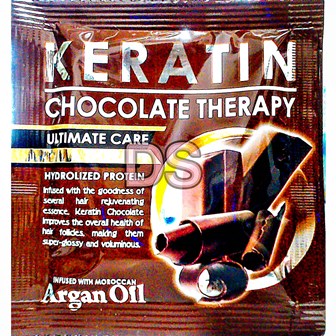 KERATIN
CHOCOLATE THERAPY
ULTIMATE CARE
DS
HYDROLIZED PROTEIN
Infused with the goodness of
several hair rejuvenating
essence, Keratin Chocolate
improves the overall health of
hair follicles, making them
super-glossy and voluminous.
INFUSED WITH MOROCCAN
Argan Oil